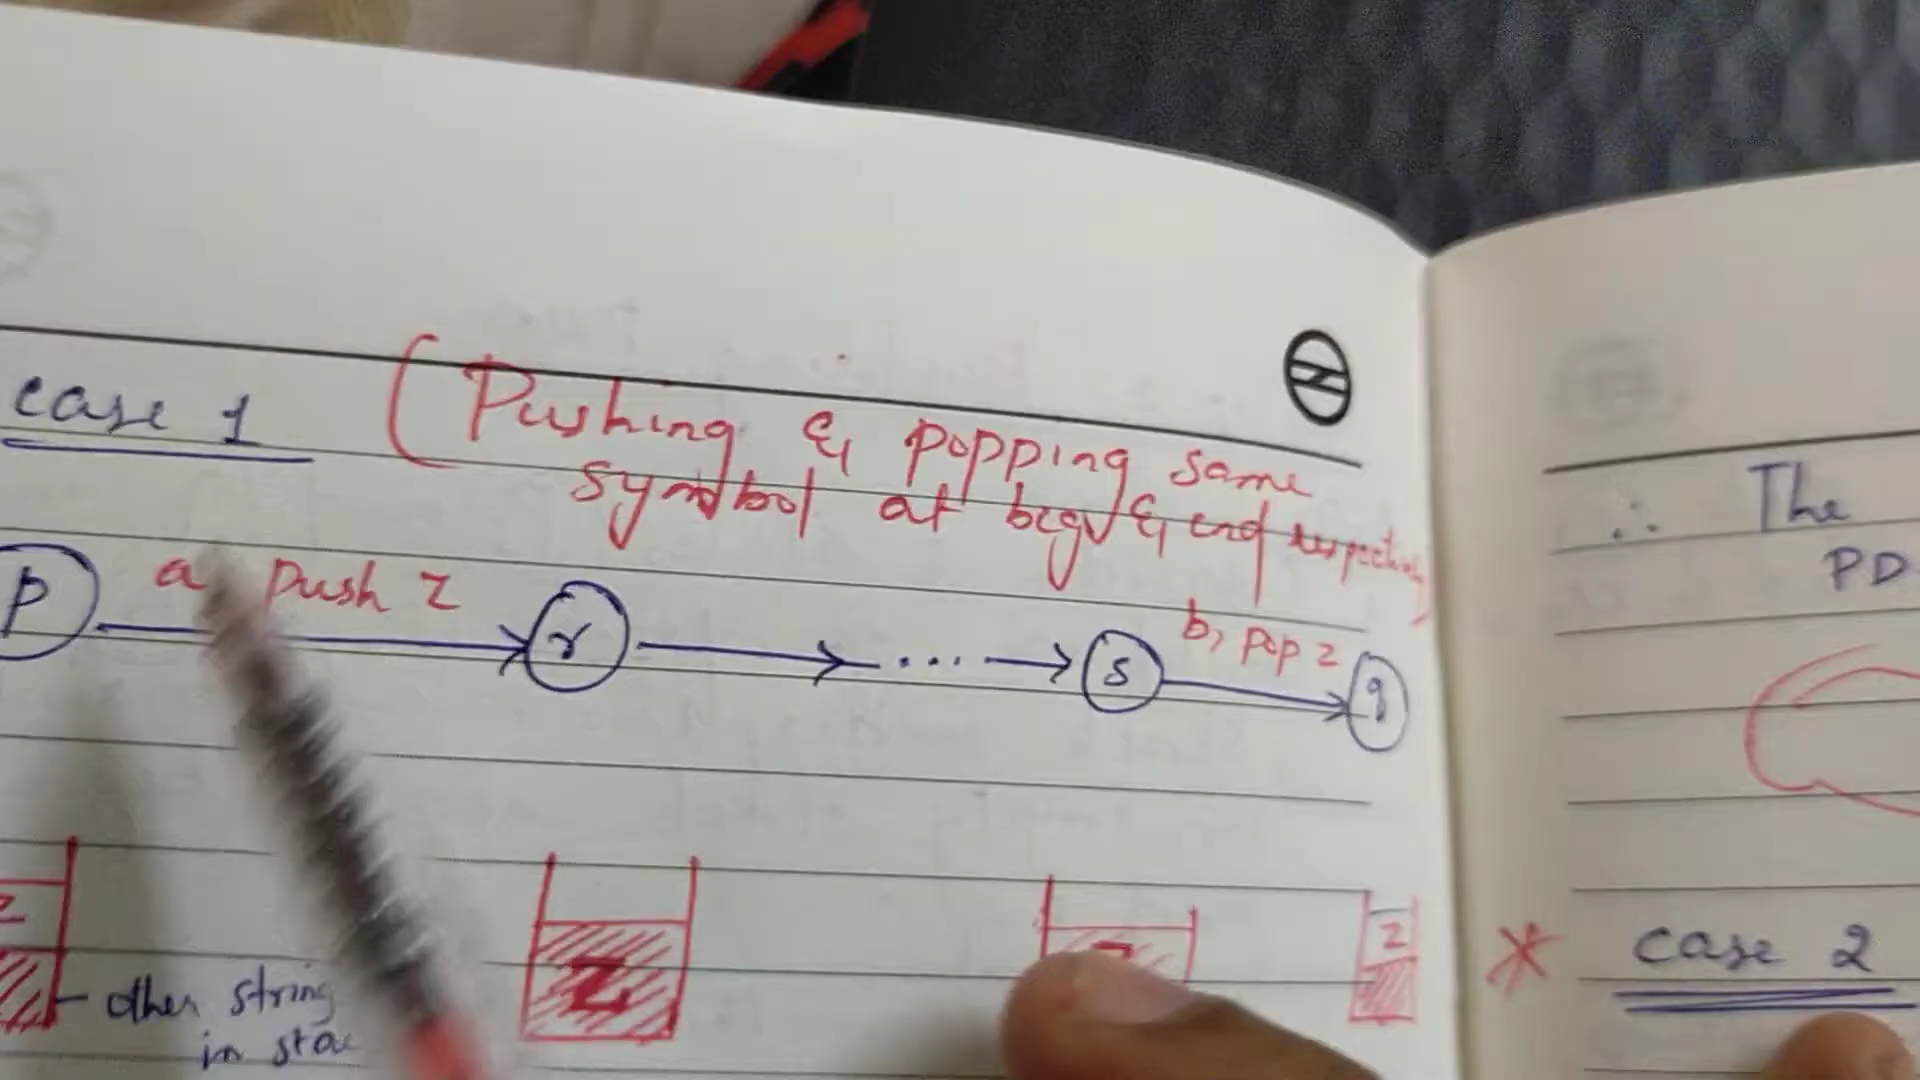 case 1 (Pushing & popping same
symbol at begn & end respectively
p a, push z r ... s b, pop z q
z
z
z
other string
in stac
∴ The
PD
* case 2